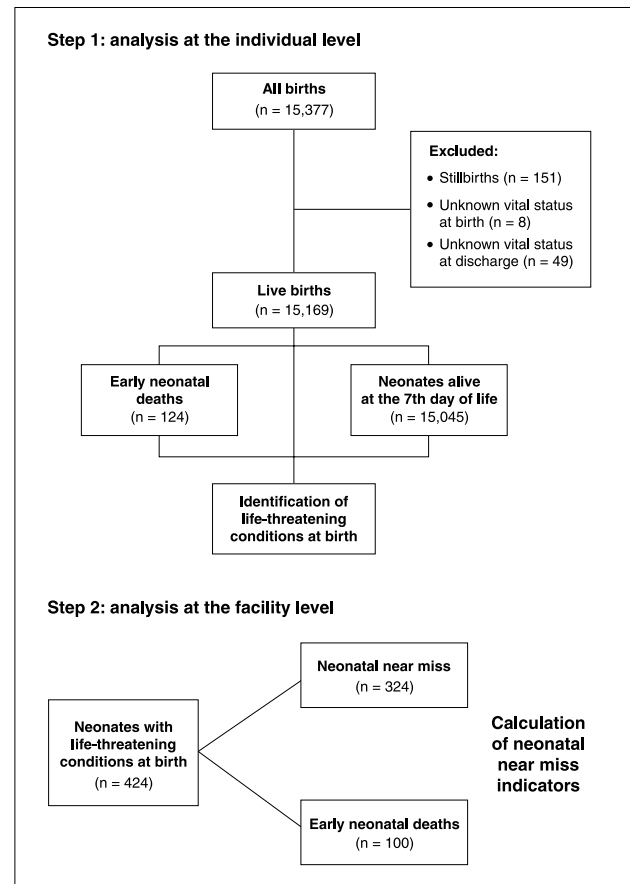 Step 1: analysis at the individual level
All births
(n = 15,377)
Excluded:
• Stillbirths (n = 151)
• Unknown vital status
at birth (n = 8)
• Unknown vital status
at discharge (n = 49)
Live births
(n = 15,169)
Early neonatal
deaths
(n = 124)
Neonates alive
at the 7th day of life
(n = 15,045)
Identification of
life-threatening
conditions at birth
Step 2: analysis at the facility level
Neonatal near miss
(n = 324)
Neonates with
life-threatening
conditions at birth
(n = 424)
Calculation
of neonatal
near miss
indicators
Early neonatal deaths
(n = 100)